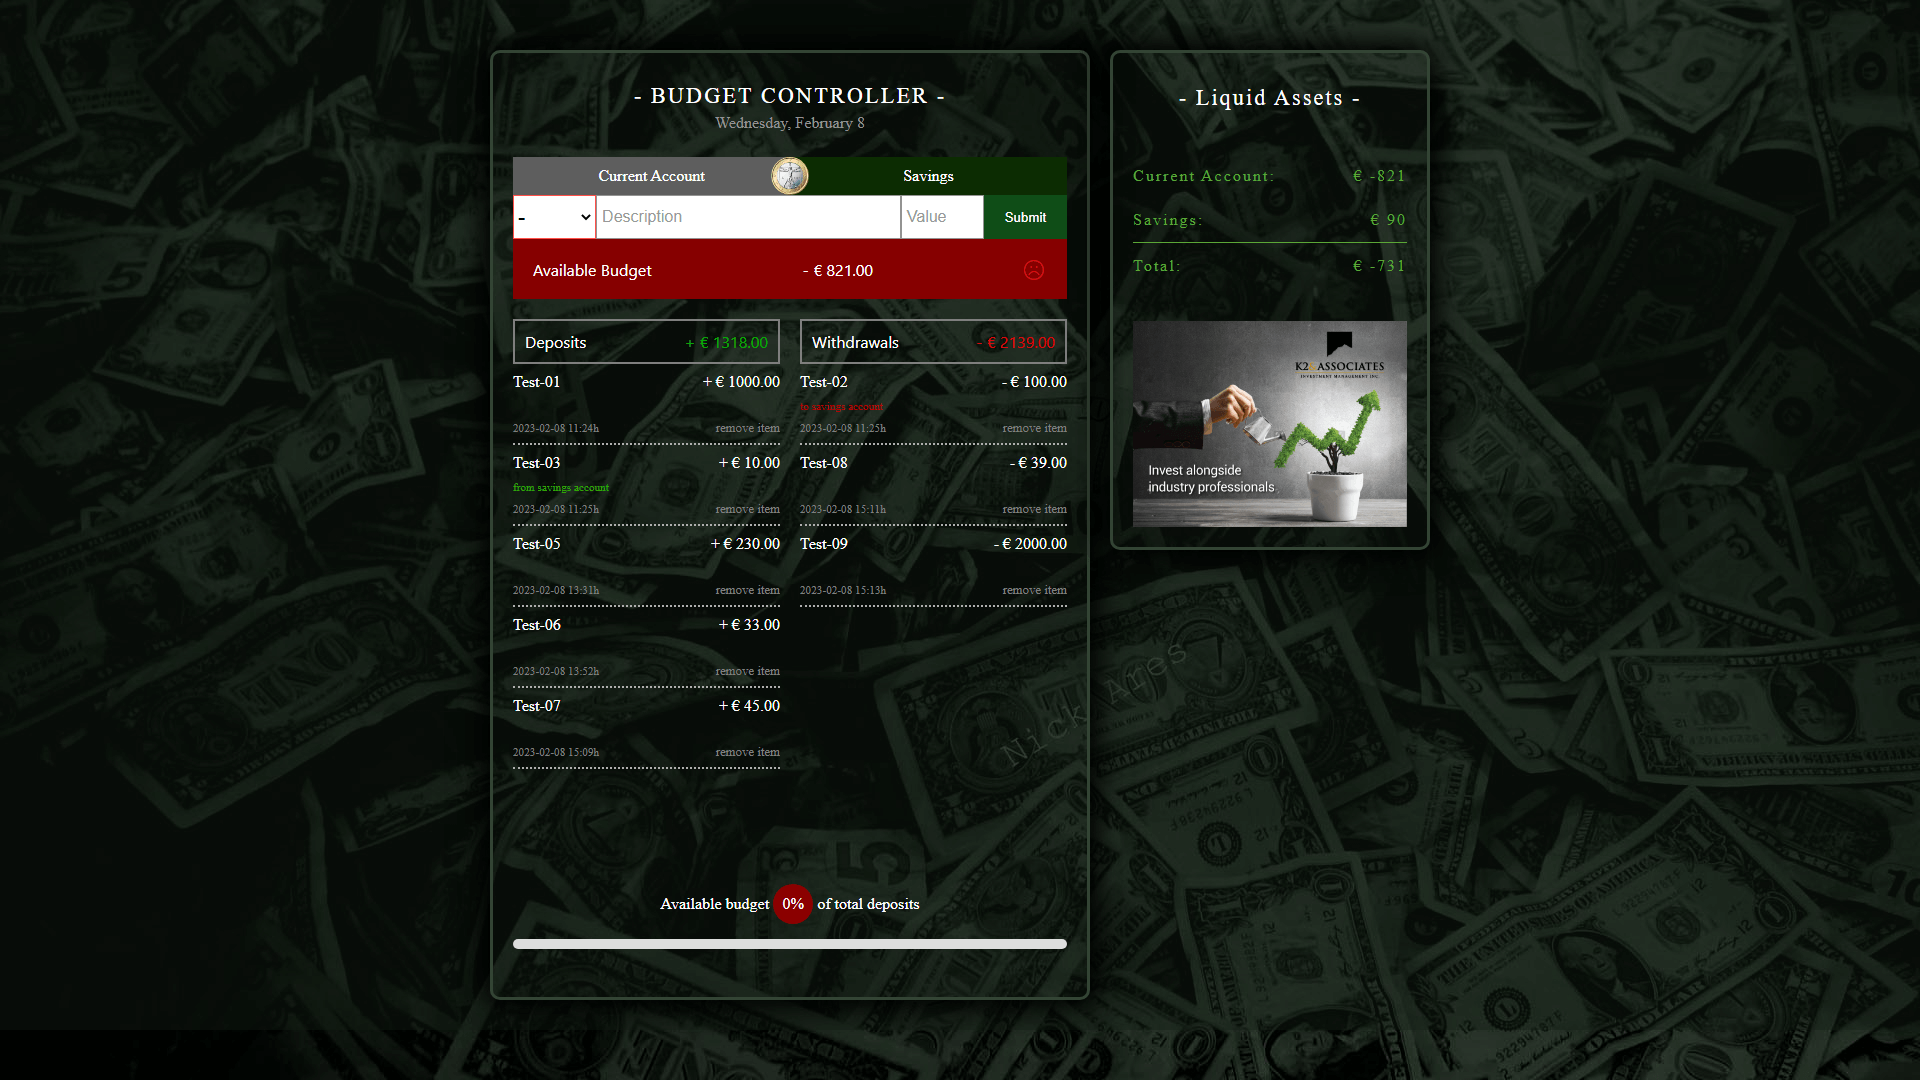 - BUDGET CONTROLLER -
Wednesday, February 8
Current Account
Savings
-
Description
Value
Submit
Available Budget
- € 821.00
Deposits
+ € 1318.00
Test-01
+ € 1000.00
2023-02-08 11:24h
remove item
Test-03
+ € 10.00
from savings account
2023-02-08 11:25h
remove item
Test-05
+ € 230.00
2023-02-08 13:31h
remove item
Test-06
+ € 33.00
2023-02-08 13:52h
remove item
Test-07
+ € 45.00
2023-02-08 15:09h
remove item
Withdrawals
- € 2139.00
Test-02
- € 100.00
to savings account
2023-02-08 11:25h
remove item
Test-08
- € 39.00
2023-02-08 15:11h
remove item
Test-09
- € 2000.00
2023-02-08 15:13h
remove item
Available budget 0% of total deposits
- Liquid Assets -
Current Account: € -821
Savings: € 90
Total: € -731
ASSOCIATES
INVESTMENT MANAGEMENT INC.
Invest alongside
industry professionals
Nick Ares